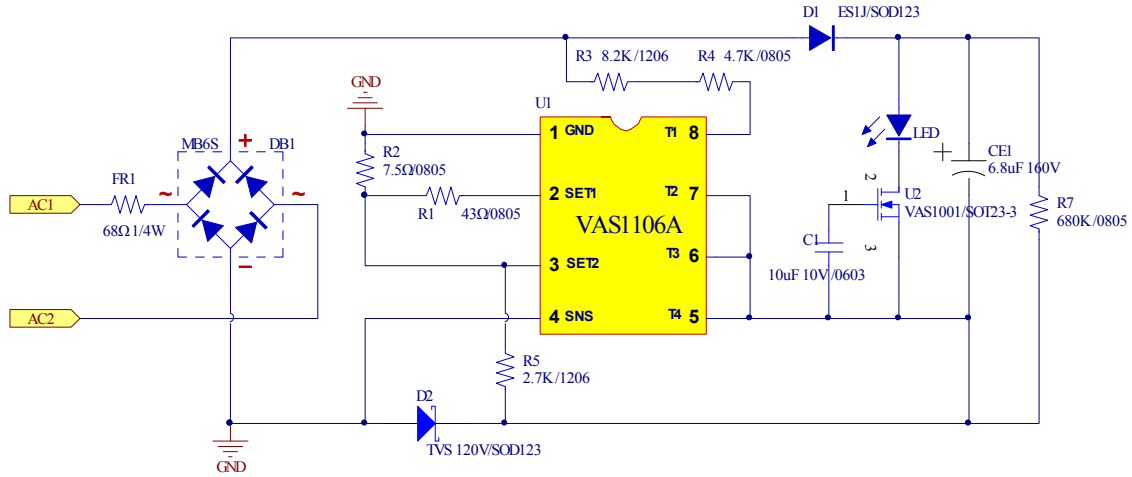 D1 ES1J/SOD123
R3 8.2K/1206 R4 4.7K/0805
GND
U1
1 GND T1 8
MB6S + DB1
R2
7.5Ω/0805
LED
+ CE1
6.8uF 160V
FR1 ~ ~
AC1
68Ω 1/4W
2 SET1 T2 7
R1 43Ω/0805
VAS1106A
2
1 U2
VAS1001/SOT23-3
R7
680K/0805
C1 3
10uF 10V/0603
3 SET2 T3 6
−
AC2
4 SNS T4 5
R5
2.7K/1206
D2
TVS 120V/SOD123
GND